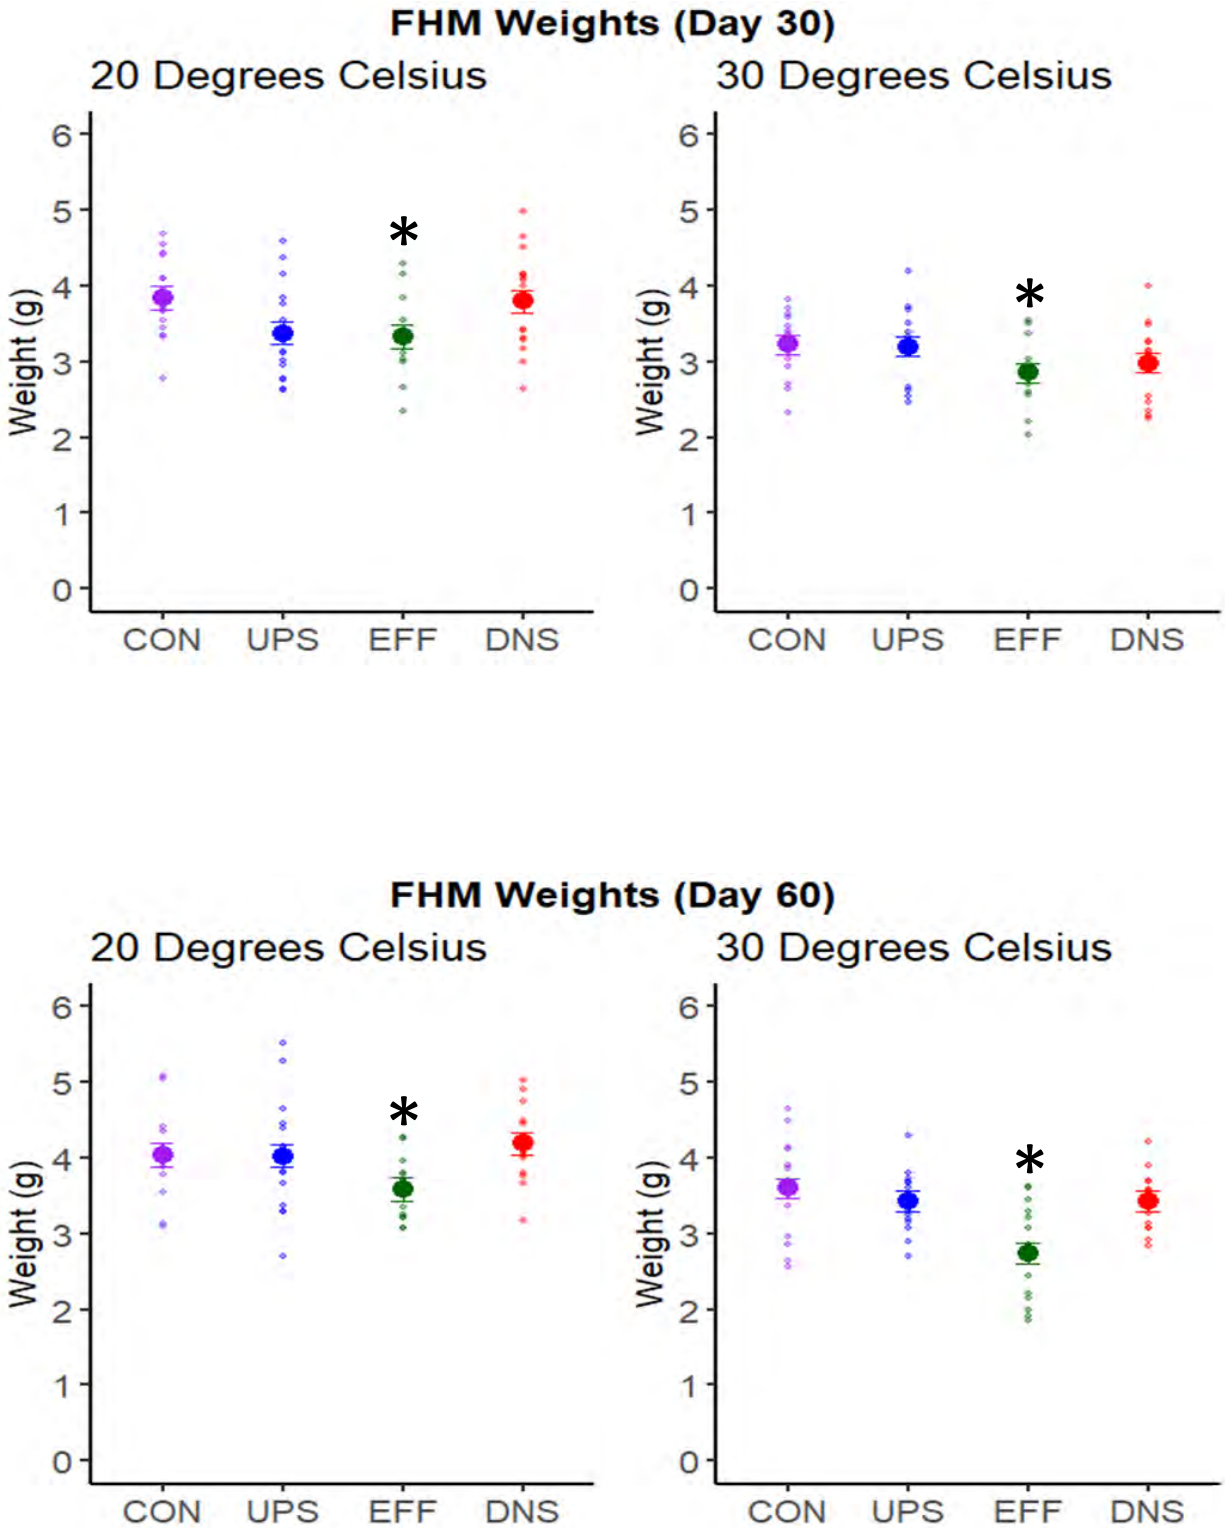 FHM Weights (Day 30)
20 Degrees Celsius
30 Degrees Celsius
Weight (g)
6
5
4
3
2
1
0
*
CON UPS EFF DNS
Weight (g)
6
5
4
3
2
1
0
*
CON UPS EFF DNS
FHM Weights (Day 60)
20 Degrees Celsius
30 Degrees Celsius
Weight (g)
6
5
4
3
2
1
0
*
CON UPS EFF DNS
Weight (g)
6
5
4
3
2
1
0
*
CON UPS EFF DNS